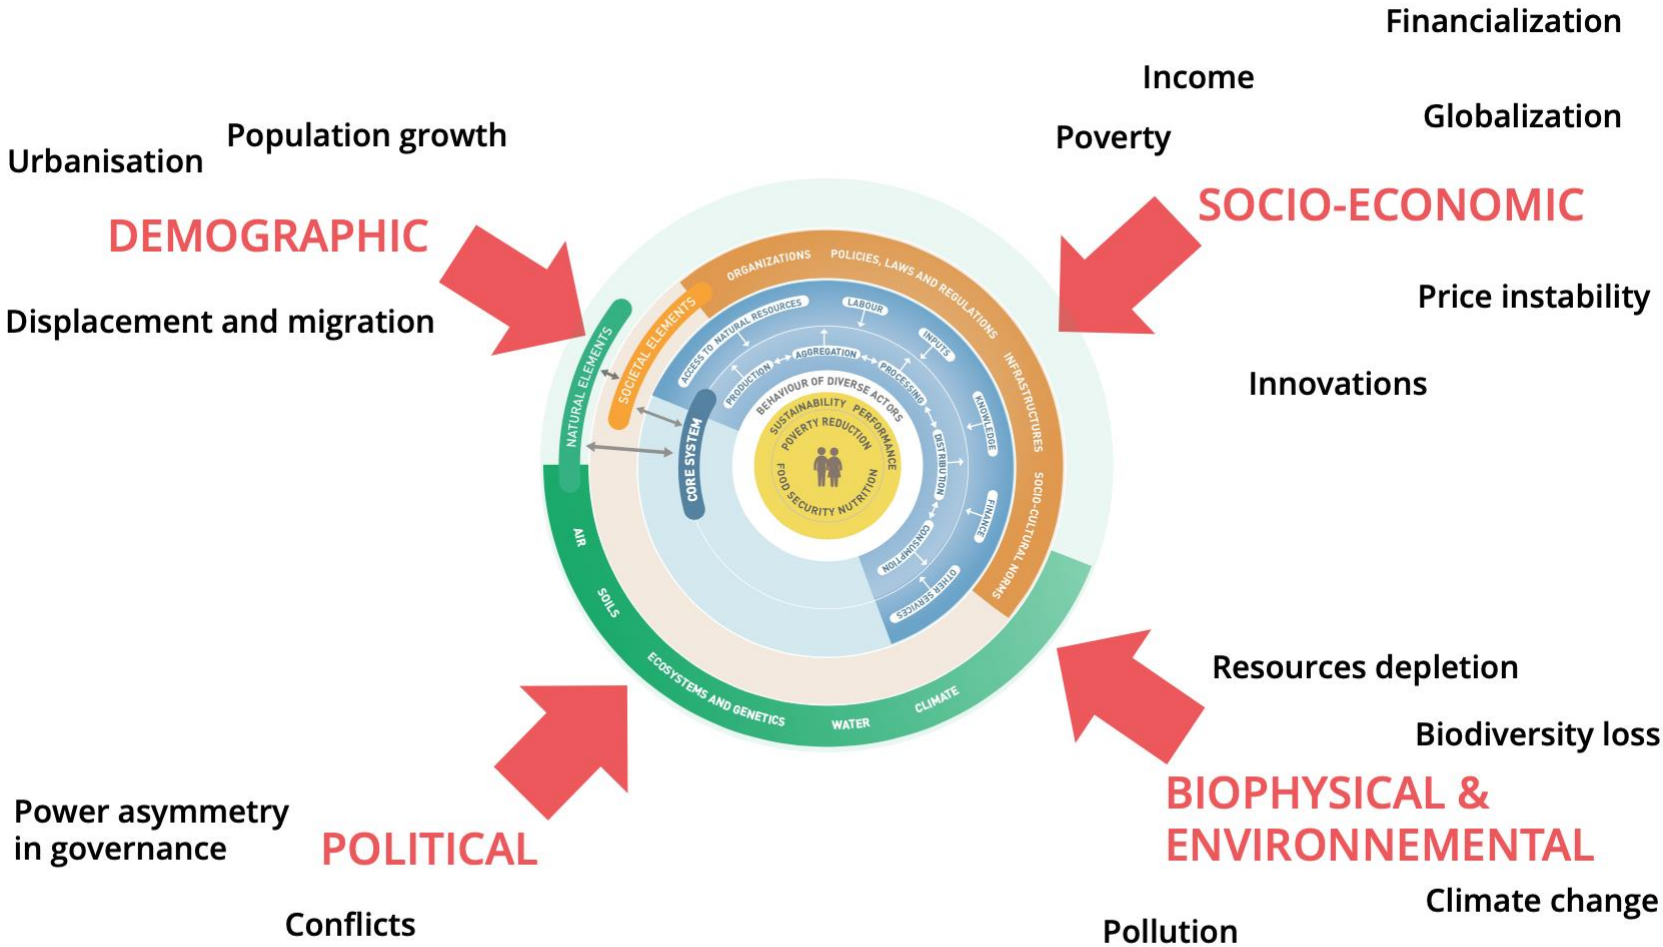 Financialization
Income
Globalization
Poverty
Population growth
Urbanisation
SOCIO-ECONOMIC
DEMOGRAPHIC
Price instability
Displacement and migration
Innovations
ORGANIZATIONS
POLICIES, LAWS AND REGULATIONS
INFRASTRUCTURES
SOCIO-CULTURAL NORMS
NATURAL ELEMENTS
SOCIETAL ELEMENTS
CORE SYSTEM
ACCESS TO NATURAL RESOURCES
LABOUR
INPUTS
KNOWLEDGE
FINANCE
OTHER SERVICES
PRODUCTION
AGGREGATION
PROCESSING
DISTRIBUTION
CONSUMPTION
BEHAVIOUR OF DIVERSE ACTORS
SUSTAINABILITY PERFORMANCE
POVERTY REDUCTION
FOOD SECURITY NUTRITION
AIR
SOILS
ECOSYSTEMS AND GENETICS
WATER
CLIMATE
Resources depletion
Biodiversity loss
BIOPHYSICAL &
ENVIRONNEMENTAL
Power asymmetry
in governance
POLITICAL
Climate change
Conflicts
Pollution